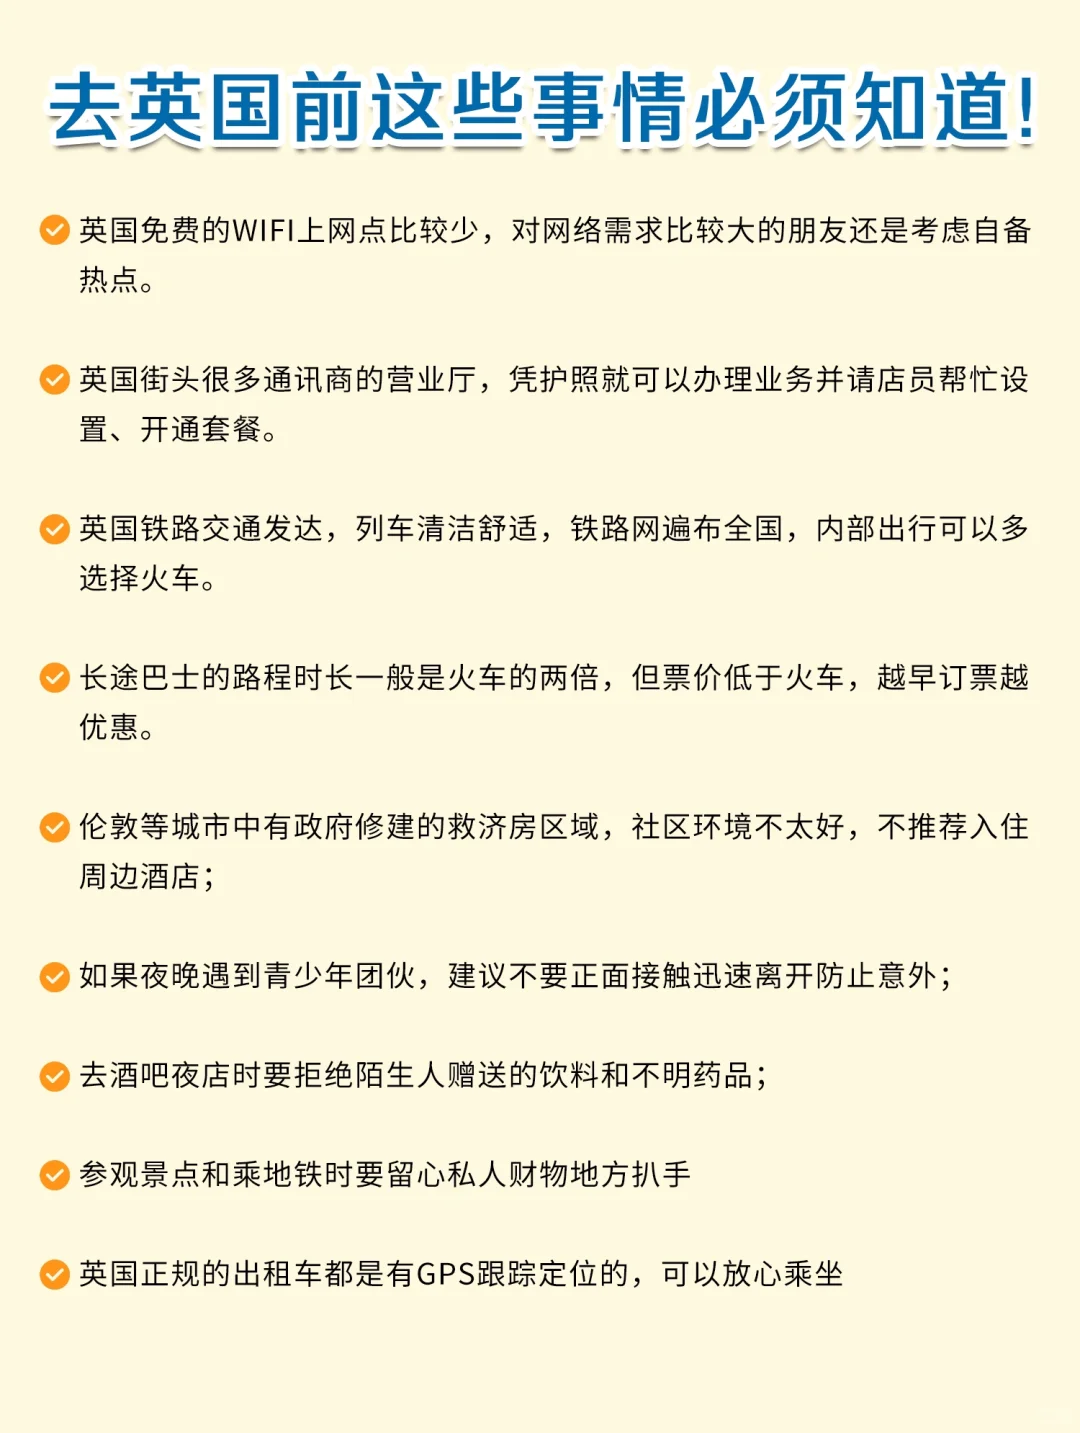 去英国前这些事情必须知道!
英国免费的WIFI上网点比较少，对网络需求比较大的朋友还是考虑自备
热点。
英国街头很多通讯商的营业厅，凭护照就可以办理业务并请店员帮忙设
置、开通套餐。
英国铁路交通发达，列车清洁舒适，铁路网遍布全国，内部出行可以多
选择火车。
长途巴士的路程时长一般是火车的两倍，但票价低于火车，越早订票越
优惠。
伦敦等城市中有政府修建的救济房区域，社区环境不太好，不推荐入住
周边酒店；
如果夜晚遇到青少年团伙，建议不要正面接触迅速离开防止意外；
去酒吧夜店时要拒绝陌生人赠送的饮料和不明药品；
参观景点和乘地铁时要留心私人财物地方扒手
英国正规的出租车都是有GPS跟踪定位的，可以放心乘坐